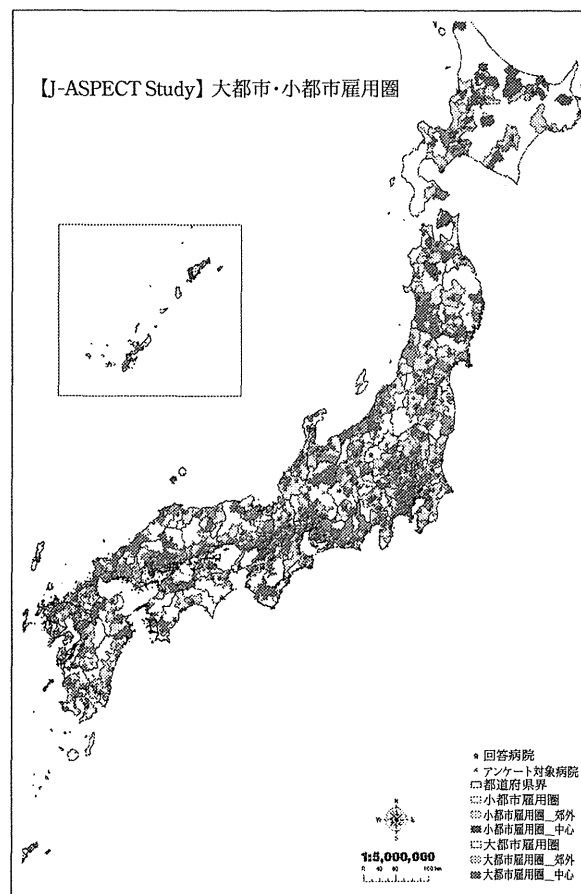 【J-ASPECT Study】大都市・小都市雇用圏
回答病院
アンケート対象病院
都道府県界
小都市雇用圏
小都市雇用圏__郊外
小都市雇用圏__中心
大都市雇用圏
大都市雇用圏__郊外
大都市雇用圏__中心
N
W
E
S
1:5,000,000